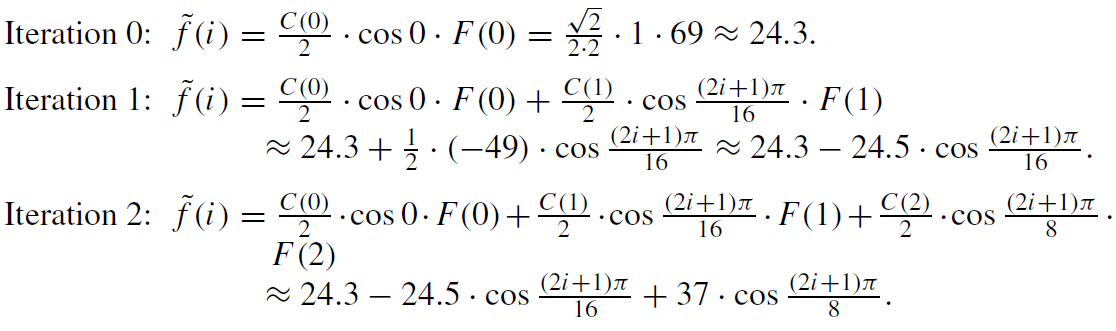 Iteration 0: f̃(i) = C(0)/2 · cos 0 · F(0) = √2/2·2 · 1 · 69 ≈ 24.3.
Iteration 1: f̃(i) = C(0)/2 · cos 0 · F(0) + C(1)/2 · cos (2i+1)π/16 · F(1)
≈ 24.3 + 1/2 · (−49) · cos (2i+1)π/16 ≈ 24.3 − 24.5 · cos (2i+1)π/16.
Iteration 2: f̃(i) = C(0)/2 · cos 0 · F(0) + C(1)/2 · cos (2i+1)π/16 · F(1) + C(2)/2 · cos (2i+1)π/8 ·
F(2)
≈ 24.3 − 24.5 · cos (2i+1)π/16 + 37 · cos (2i+1)π/8.